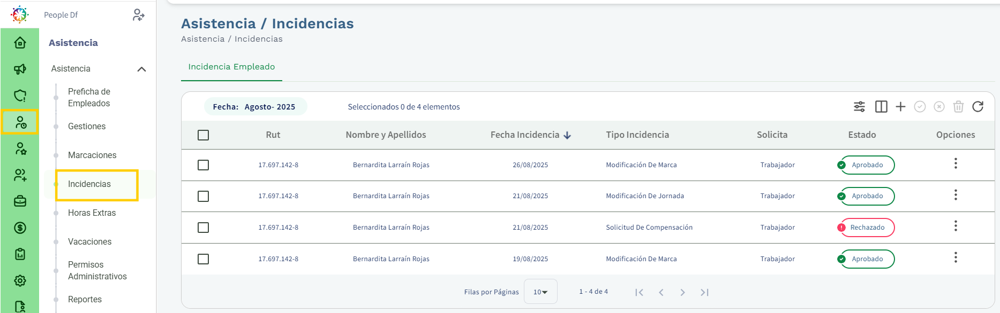 People Df
Asistencia
Asistencia
Preficha de
Empleados
Gestiones
Marcaciones
Incidencias
Horas Extras
Vacaciones
Permisos
Administrativos
Reportes
Asistencia / Incidencias
Asistencia / Incidencias
Incidencia Empleado
Fecha: Agosto- 2025 Seleccionados 0 de 4 elementos
Rut Nombre y Apellidos Fecha Incidencia Tipo Incidencia Solicita Estado Opciones
17.697.142-8 Bernardita Larraín Rojas 26/08/2025 Modificación De Marca Trabajador Aprobado
17.697.142-8 Bernardita Larraín Rojas 21/08/2025 Modificación De Jornada Trabajador Aprobado
17.697.142-8 Bernardita Larraín Rojas 21/08/2025 Solicitud De Compensación Trabajador Rechazado
17.697.142-8 Bernardita Larraín Rojas 19/08/2025 Modificación De Marca Trabajador Aprobado
Filas por Páginas 10 1 - 4 de 4